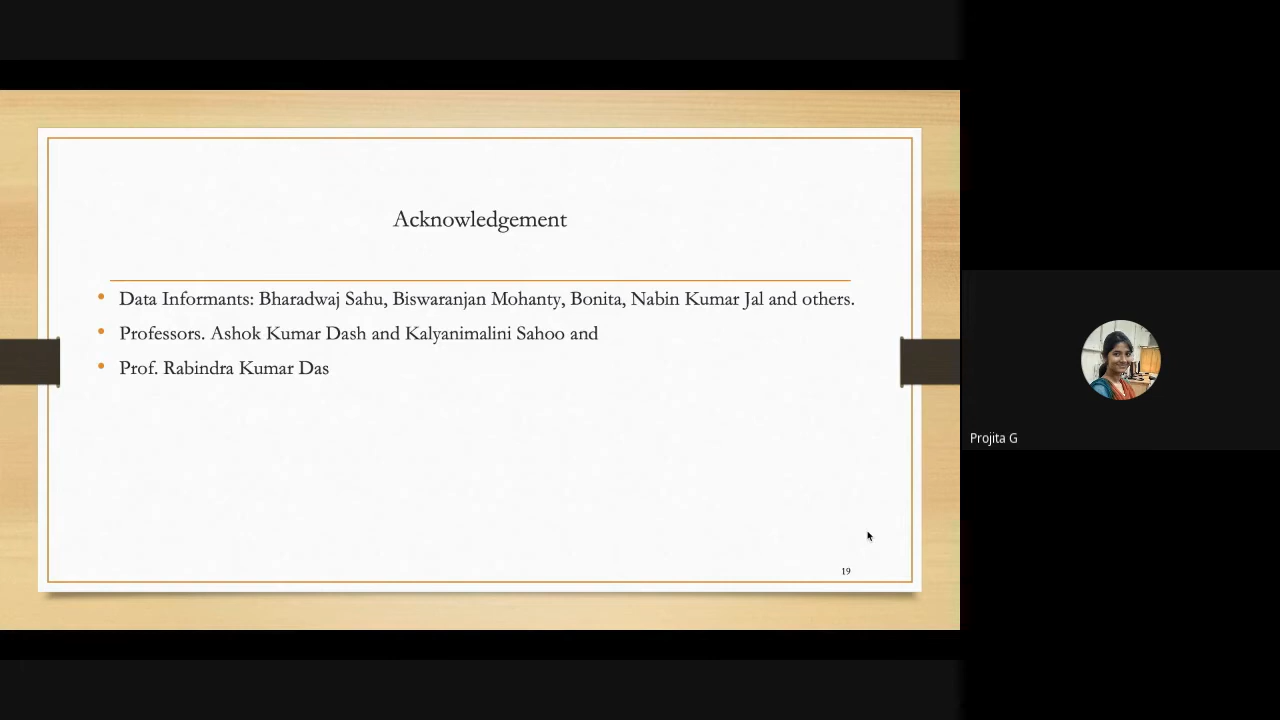 Acknowledgement
• Data Informants: Bharadwaj Sahu, Biswaranjan Mohanty, Bonita, Nabin Kumar Jal and others.
• Professors. Ashok Kumar Dash and Kalyanimalini Sahoo and
• Prof. Rabindra Kumar Das
19
Projita G